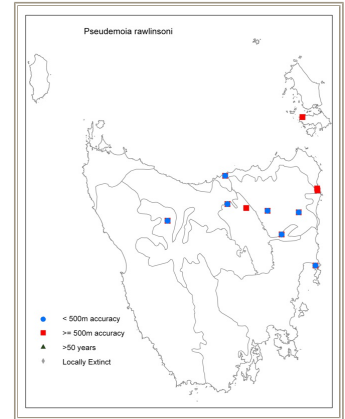 Pseudemoia rawlinsoni
< 500m accuracy
>= 500m accuracy
>50 years
Locally Extinct